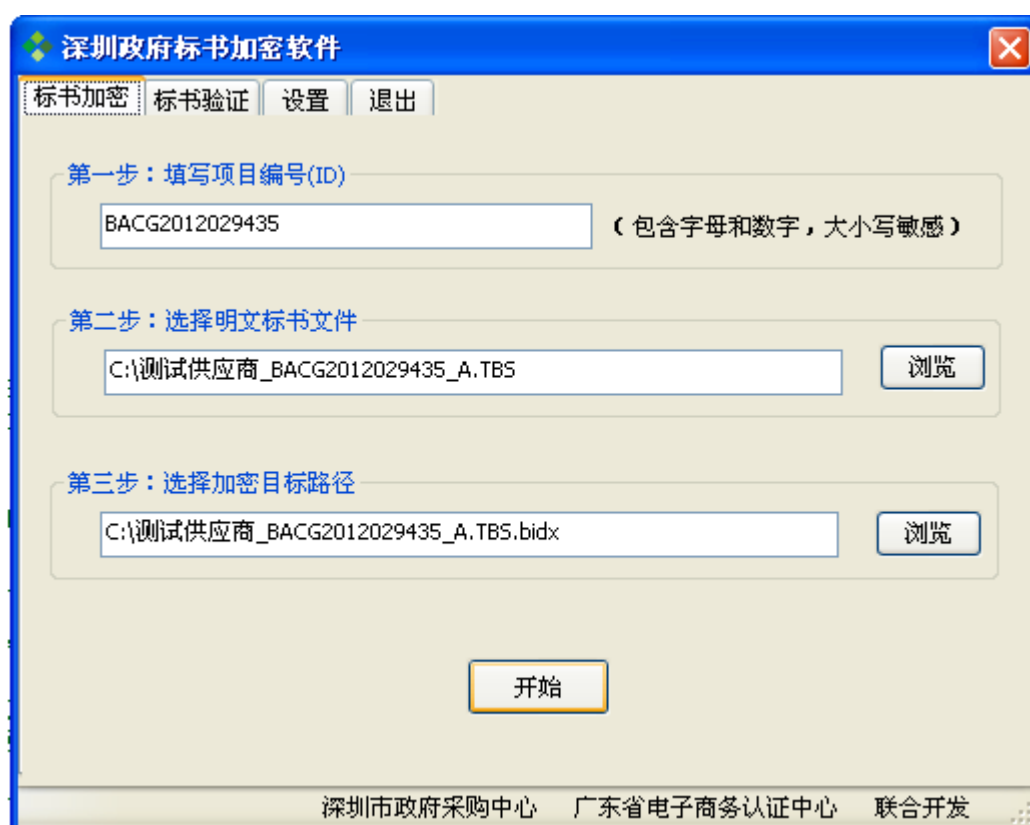 深圳政府标书加密软件
标书加密 标书验证 设置 退出
第一步：填写项目编号(ID)
BACG2012029435 （包含字母和数字，大小写敏感）
第二步：选择明文标书文件
C:\测试供应商_BACG2012029435_A.TBS 浏览
第三步：选择加密目标路径
C:\测试供应商_BACG2012029435_A.TBS.bidx 浏览
开始
深圳市政府采购中心 广东省电子商务认证中心 联合开发